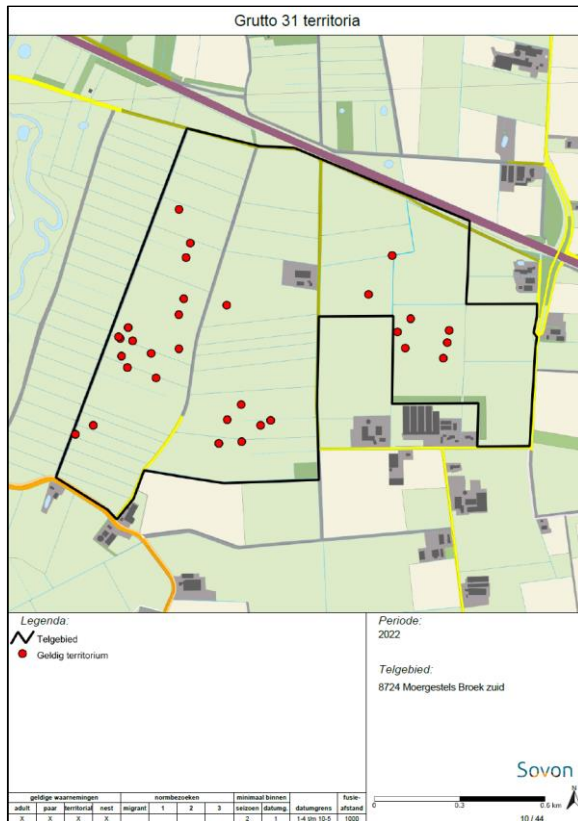 Grutto 31 territoria
Legenda:
Telgebied
Geldig territorium
Periode:
2022
Telgebied:
8724 Moergestels Broek zuid
Sovon
0 0.3 0.6 km
N
10 / 44
geldige waarnemingen normbezoeken minimaal binnen fusie-
adult paar territoriaal nest migrant 1 2 3 seizoen datumg. datumgrens afstand
X X X X 2 1 1-4 t/m 10-5 1000